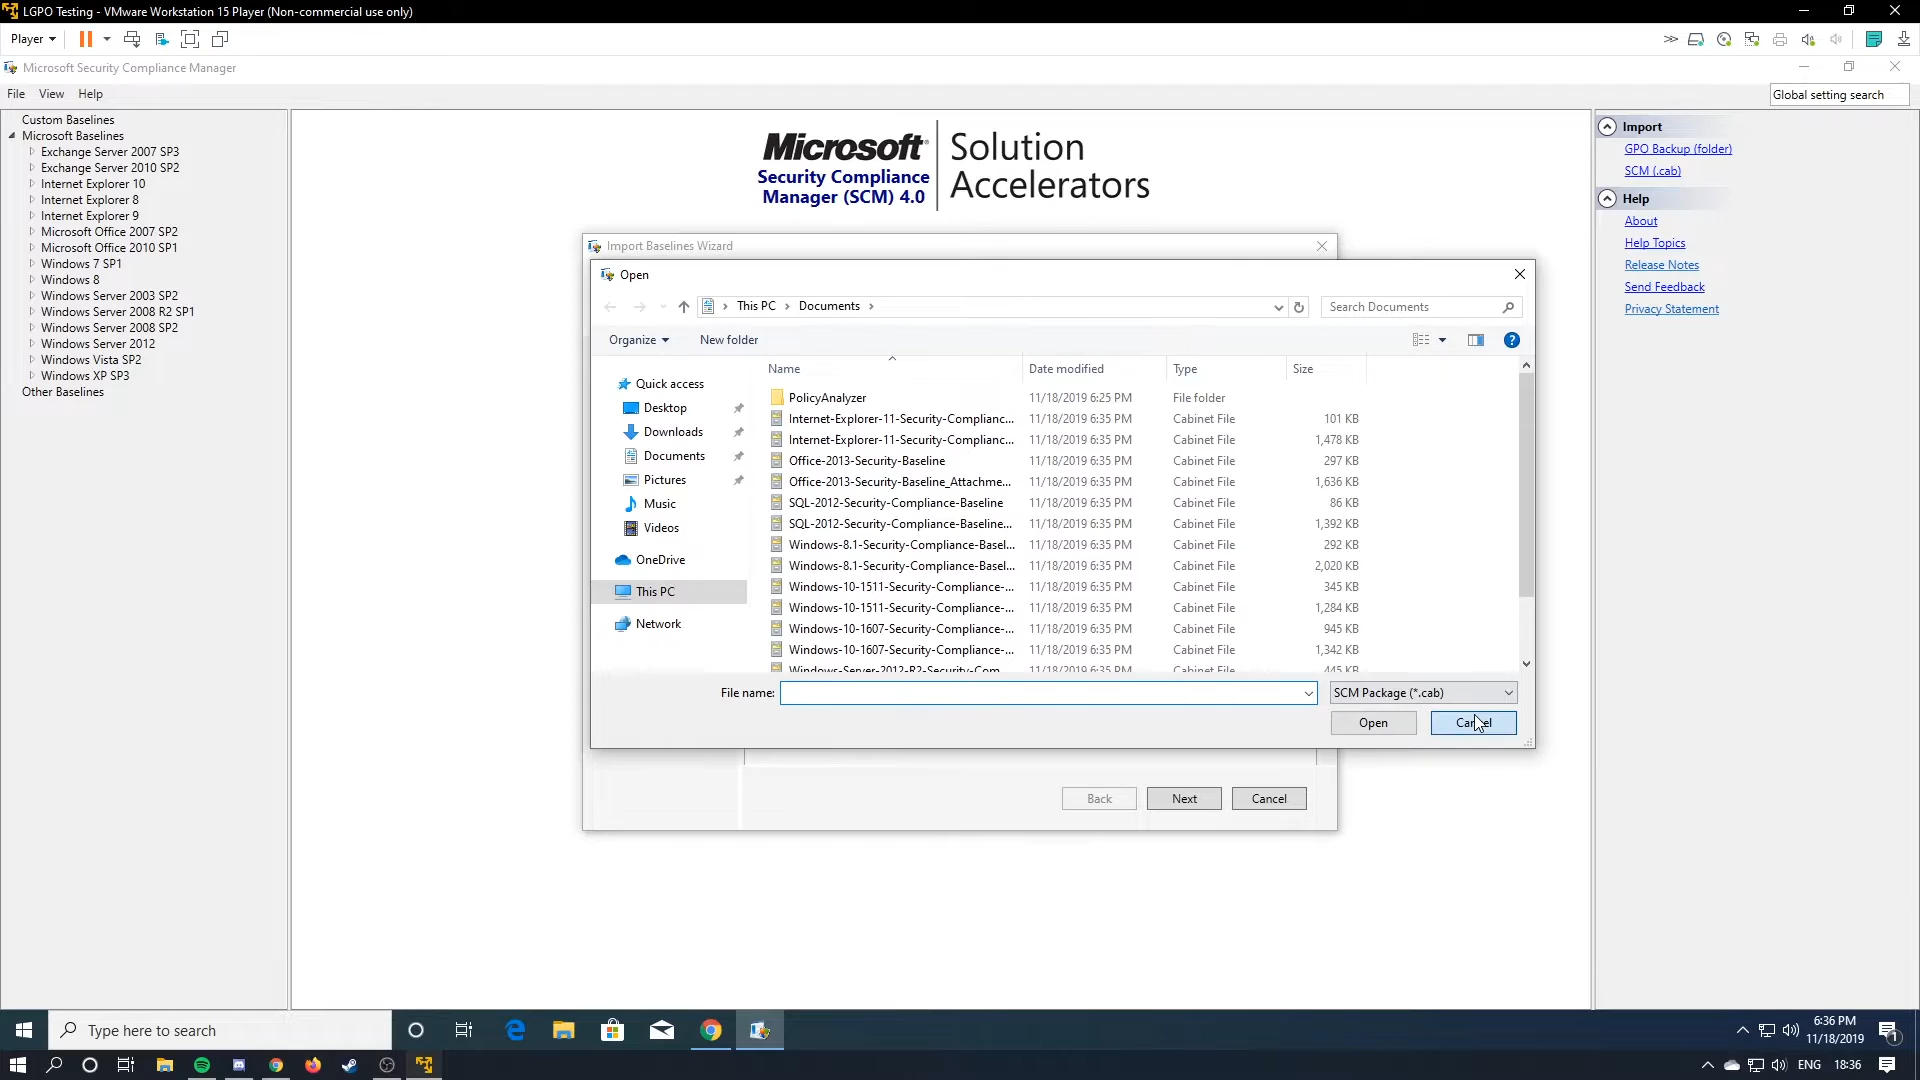 LGPO Testing - VMware Workstation 15 Player (Non-commercial use only)
Player
Microsoft Security Compliance Manager
File View Help
Global setting search
Custom Baselines
Microsoft Baselines
Exchange Server 2007 SP3
Exchange Server 2010 SP2
Internet Explorer 10
Internet Explorer 8
Internet Explorer 9
Microsoft Office 2007 SP2
Microsoft Office 2010 SP1
Windows 7 SP1
Windows 8
Windows Server 2003 SP2
Windows Server 2008 R2 SP1
Windows Server 2008 SP2
Windows Server 2012
Windows Vista SP2
Windows XP SP3
Other Baselines
Microsoft
Security Compliance
Manager (SCM) 4.0
Solution
Accelerators
Import Baselines Wizard
Open
This PC Documents
Search Documents
Organize New folder
Quick access
Desktop
Downloads
Documents
Pictures
Music
Videos
OneDrive
This PC
Network
Name Date modified Type Size
PolicyAnalyzer 11/18/2019 6:25 PM File folder
Internet-Explorer-11-Security-Complianc... 11/18/2019 6:35 PM Cabinet File 101 KB
Internet-Explorer-11-Security-Complianc... 11/18/2019 6:35 PM Cabinet File 1,478 KB
Office-2013-Security-Baseline 11/18/2019 6:35 PM Cabinet File 297 KB
Office-2013-Security-Baseline_Attachme... 11/18/2019 6:35 PM Cabinet File 1,636 KB
SQL-2012-Security-Compliance-Baseline 11/18/2019 6:35 PM Cabinet File 86 KB
SQL-2012-Security-Compliance-Baseline... 11/18/2019 6:35 PM Cabinet File 1,392 KB
Windows-8.1-Security-Compliance-Basel... 11/18/2019 6:35 PM Cabinet File 292 KB
Windows-8.1-Security-Compliance-Basel... 11/18/2019 6:35 PM Cabinet File 2,020 KB
Windows-10-1511-Security-Compliance-... 11/18/2019 6:35 PM Cabinet File 345 KB
Windows-10-1511-Security-Compliance-... 11/18/2019 6:35 PM Cabinet File 1,284 KB
Windows-10-1607-Security-Compliance-... 11/18/2019 6:35 PM Cabinet File 945 KB
Windows-10-1607-Security-Compliance-... 11/18/2019 6:35 PM Cabinet File 1,342 KB
Windows-Server-2012-R2-Security-Com... 11/18/2019 6:35 PM Cabinet File 445 KB
File name:
SCM Package (*.cab)
Open Cancel
Back Next Cancel
Import
GPO Backup (folder)
SCM (.cab)
Help
About
Help Topics
Release Notes
Send Feedback
Privacy Statement
Type here to search
6:36 PM
11/18/2019
1
ENG 18:36